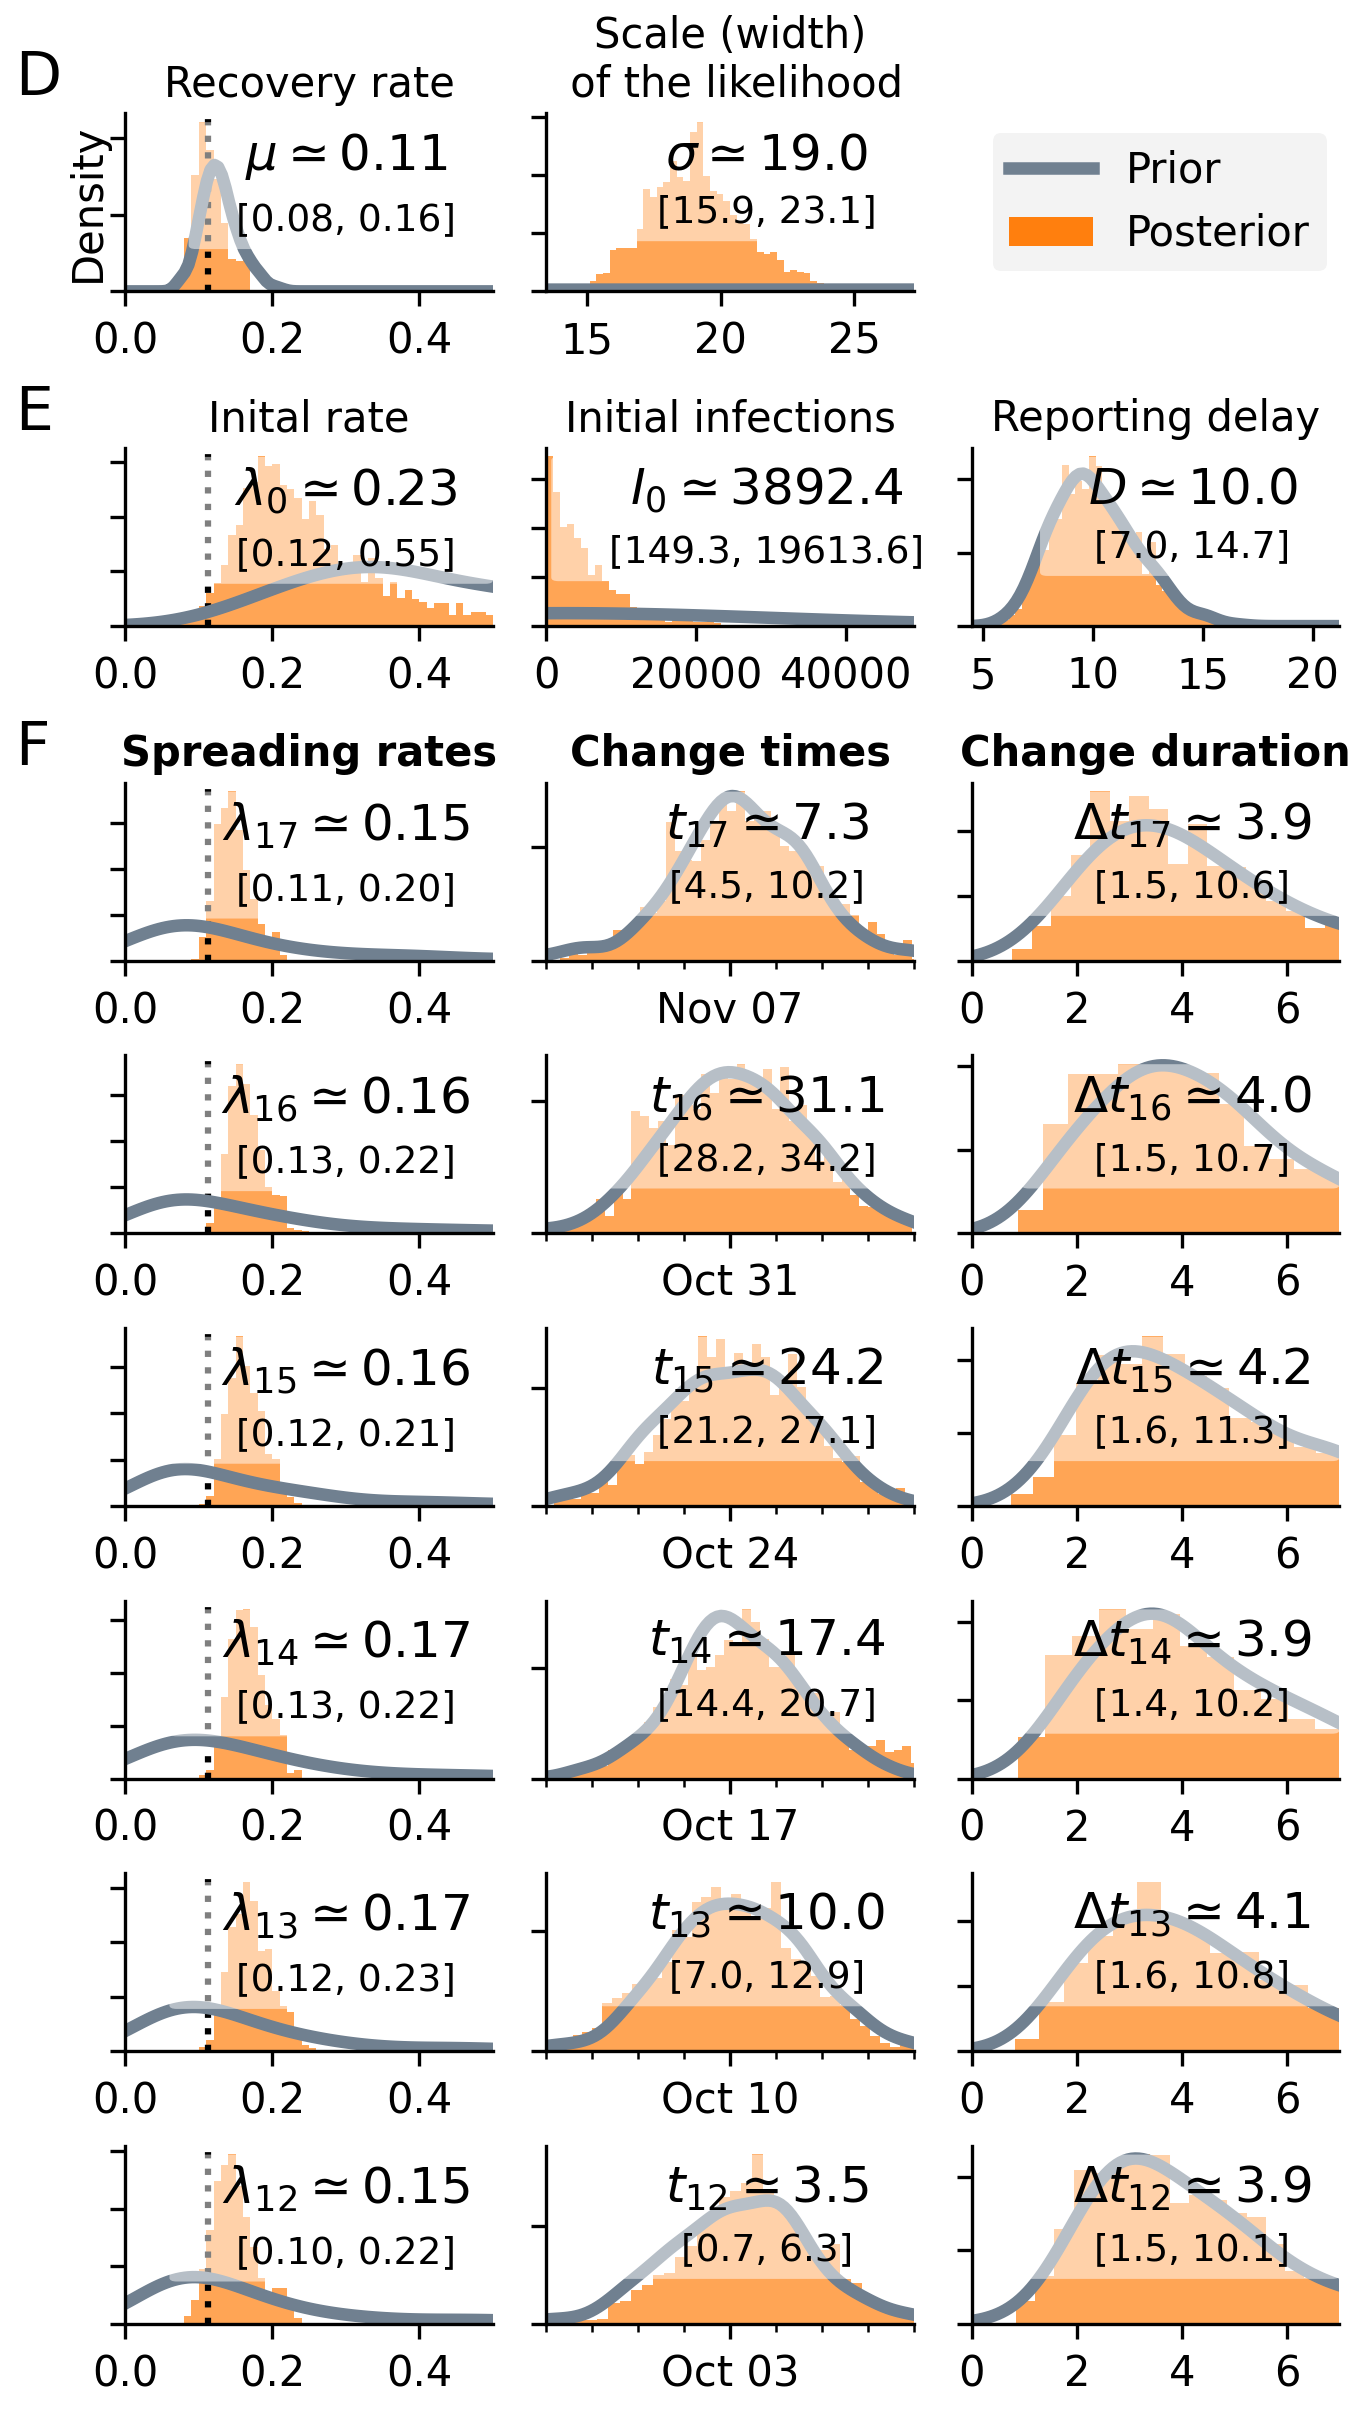 D
Recovery rate
Scale (width)
of the likelihood
Density
μ ≃ 0.11
[0.08, 0.16]
0.0 0.2 0.4
σ ≃ 19.0
[15.9, 23.1]
15 20 25
Prior
Posterior
E
Inital rate
Initial infections
Reporting delay
λ₀ ≃ 0.23
[0.12, 0.55]
0.0 0.2 0.4
I₀ ≃ 3892.4
[149.3, 19613.6]
0 20000 40000
D ≃ 10.0
[7.0, 14.7]
5 10 15 20
F
Spreading rates
Change times
Change duration
λ₁₇ ≃ 0.15
[0.11, 0.20]
0.0 0.2 0.4
t₁₇ ≃ 7.3
[4.5, 10.2]
Nov 07
Δt₁₇ ≃ 3.9
[1.5, 10.6]
0 2 4 6
λ₁₆ ≃ 0.16
[0.13, 0.22]
0.0 0.2 0.4
t₁₆ ≃ 31.1
[28.2, 34.2]
Oct 31
Δt₁₆ ≃ 4.0
[1.5, 10.7]
0 2 4 6
λ₁₅ ≃ 0.16
[0.12, 0.21]
0.0 0.2 0.4
t₁₅ ≃ 24.2
[21.2, 27.1]
Oct 24
Δt₁₅ ≃ 4.2
[1.6, 11.3]
0 2 4 6
λ₁₄ ≃ 0.17
[0.13, 0.22]
0.0 0.2 0.4
t₁₄ ≃ 17.4
[14.4, 20.7]
Oct 17
Δt₁₄ ≃ 3.9
[1.4, 10.2]
0 2 4 6
λ₁₃ ≃ 0.17
[0.12, 0.23]
0.0 0.2 0.4
t₁₃ ≃ 10.0
[7.0, 12.9]
Oct 10
Δt₁₃ ≃ 4.1
[1.6, 10.8]
0 2 4 6
λ₁₂ ≃ 0.15
[0.10, 0.22]
0.0 0.2 0.4
t₁₂ ≃ 3.5
[0.7, 6.3]
Oct 03
Δt₁₂ ≃ 3.9
[1.5, 10.1]
0 2 4 6